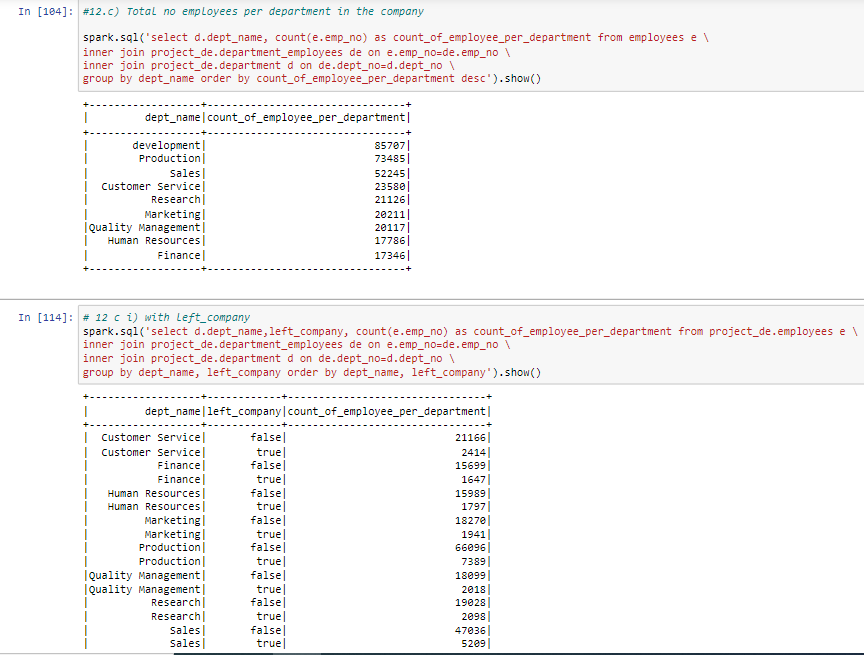 In [104]: #12.c) Total no employees per department in the company
spark.sql('select d.dept_name, count(e.emp_no) as count_of_employee_per_department from employees e \
inner join project_de.department_employees de on e.emp_no=de.emp_no \
inner join project_de.department d on de.dept_no=d.dept_no \
group by dept_name order by count_of_employee_per_department desc').show()
+------------------+--------------------------------+
|         dept_name|count_of_employee_per_department|
+------------------+--------------------------------+
|       development|                           85707|
|        Production|                           73485|
|             Sales|                           52245|
|  Customer Service|                           23580|
|          Research|                           21126|
|         Marketing|                           20211|
|Quality Management|                           20117|
|   Human Resources|                           17786|
|           Finance|                           17346|
+------------------+--------------------------------+
In [114]: # 12 c i) with Left_company
spark.sql('select d.dept_name,left_company, count(e.emp_no) as count_of_employee_per_department from project_de.employees e \
inner join project_de.department_employees de on e.emp_no=de.emp_no \
inner join project_de.department d on de.dept_no=d.dept_no \
group by dept_name, left_company order by dept_name, left_company').show()
+------------------+------------+--------------------------------+
|         dept_name|left_company|count_of_employee_per_department|
+------------------+------------+--------------------------------+
|  Customer Service|       false|                           21166|
|  Customer Service|        true|                            2414|
|           Finance|       false|                           15699|
|           Finance|        true|                            1647|
|   Human Resources|       false|                           15989|
|   Human Resources|        true|                            1797|
|         Marketing|       false|                           18270|
|         Marketing|        true|                            1941|
|        Production|       false|                           66096|
|        Production|        true|                            7389|
|Quality Management|       false|                           18099|
|Quality Management|        true|                            2018|
|          Research|       false|                           19028|
|          Research|        true|                            2098|
|             Sales|       false|                           47036|
|             Sales|        true|                            5209|